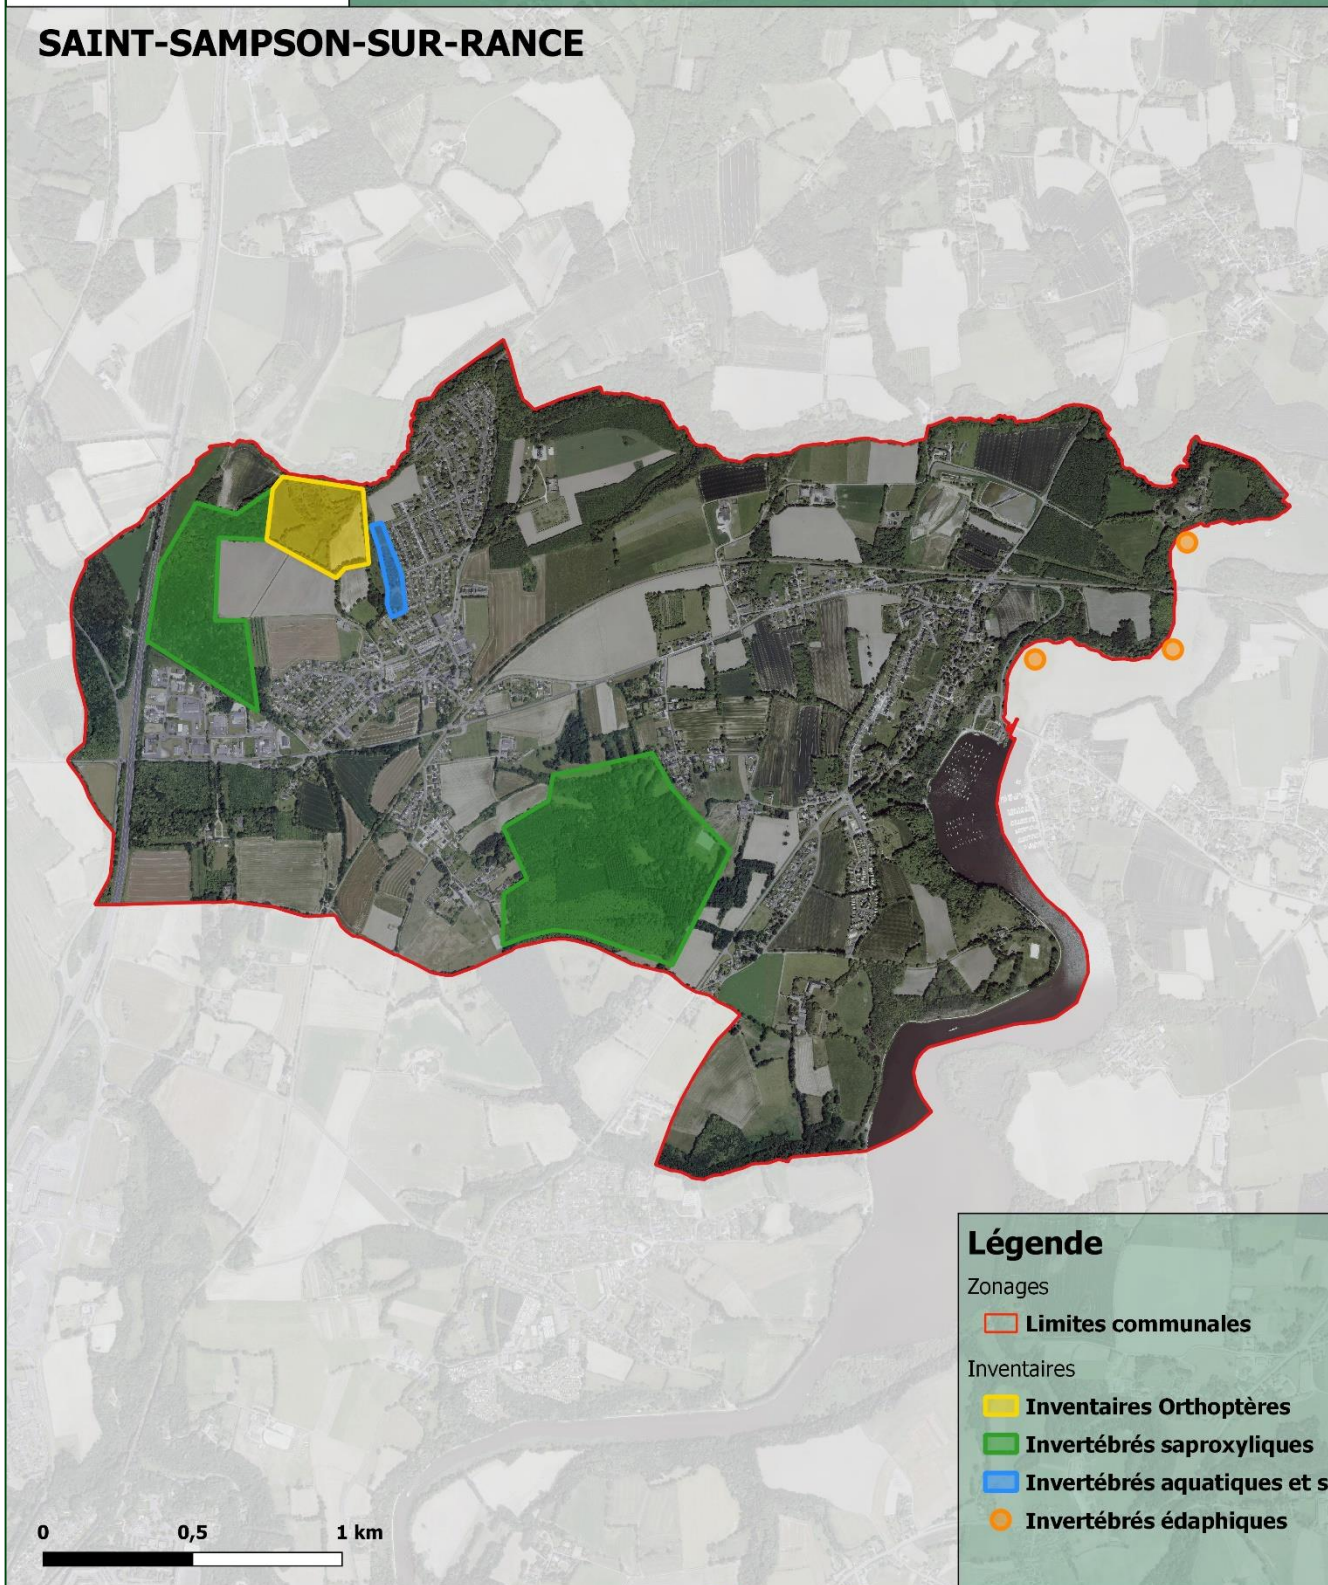 SAINT-SAMPSON-SUR-RANCE
Légende
Zonages
Limites communales
Inventaires
Inventaires Orthoptères
Invertébrés saproxyliques
Invertébrés aquatiques et s
Invertébrés édaphiques
0 0,5 1 km